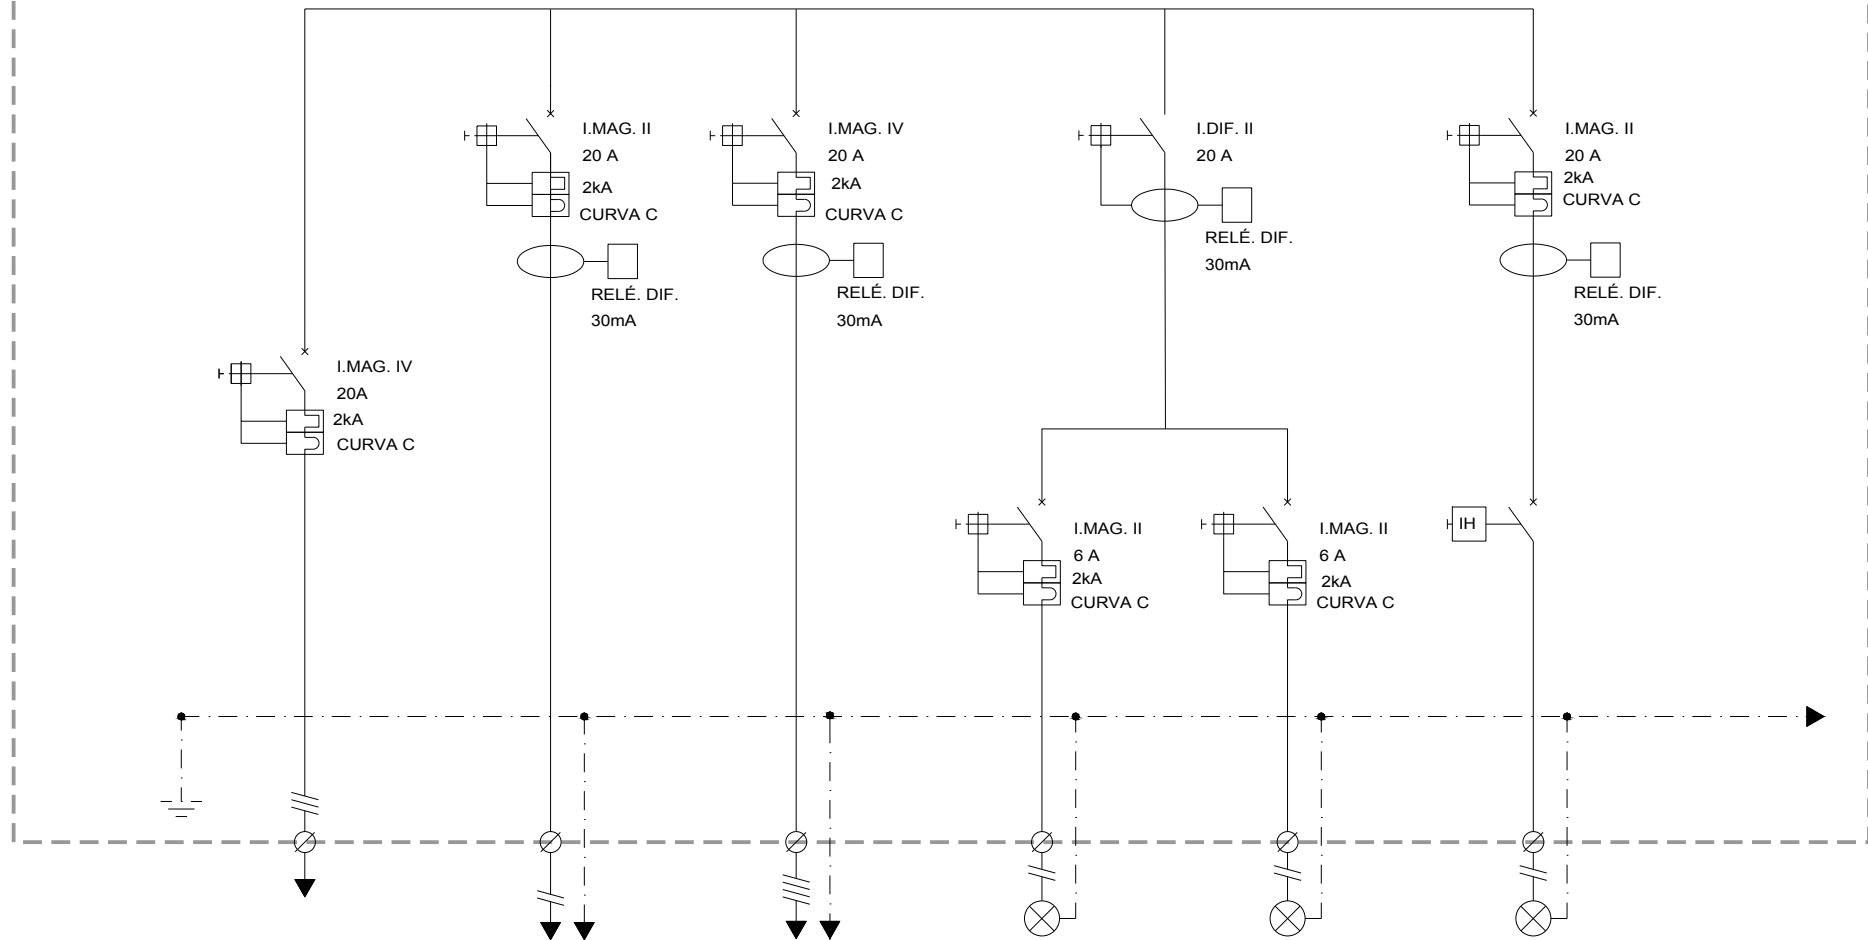 I.MAG. II
20 A
2kA
CURVA C
RELÉ. DIF.
30mA
I.MAG. IV
20 A
2kA
CURVA C
RELÉ. DIF.
30mA
I.DIF. II
20 A
RELÉ. DIF.
30mA
I.MAG. II
20 A
2kA
CURVA C
RELÉ. DIF.
30mA
I.MAG. IV
20A
2kA
CURVA C
I.MAG. II
6 A
2kA
CURVA C
I.MAG. II
6 A
2kA
CURVA C
IH